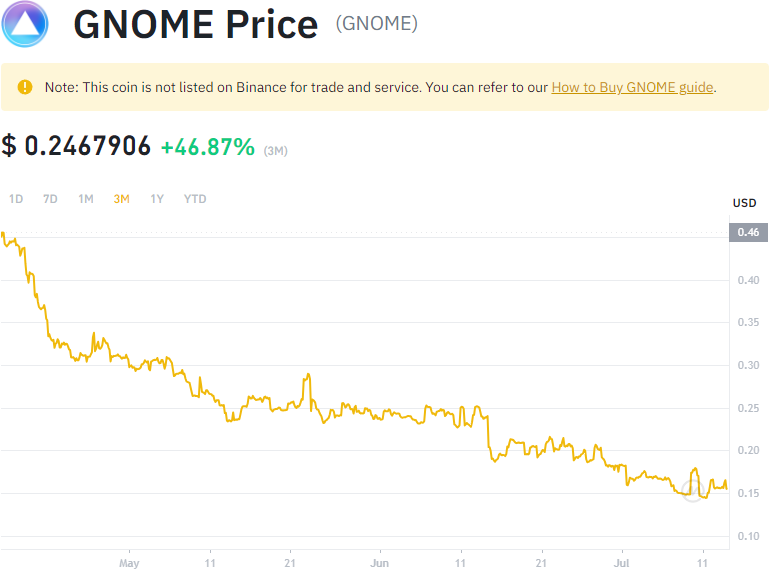 GNOME Price (GNOME)
Note: This coin is not listed on Binance for trade and service. You can refer to our How to Buy GNOME guide.
$ 0.2467906 +46.87% (3M)
1D 7D 1M 3M 1Y YTD
USD
0.46
0.40
0.35
0.30
0.25
0.20
0.15
0.10
May 11 21 Jun 11 21 Jul 11